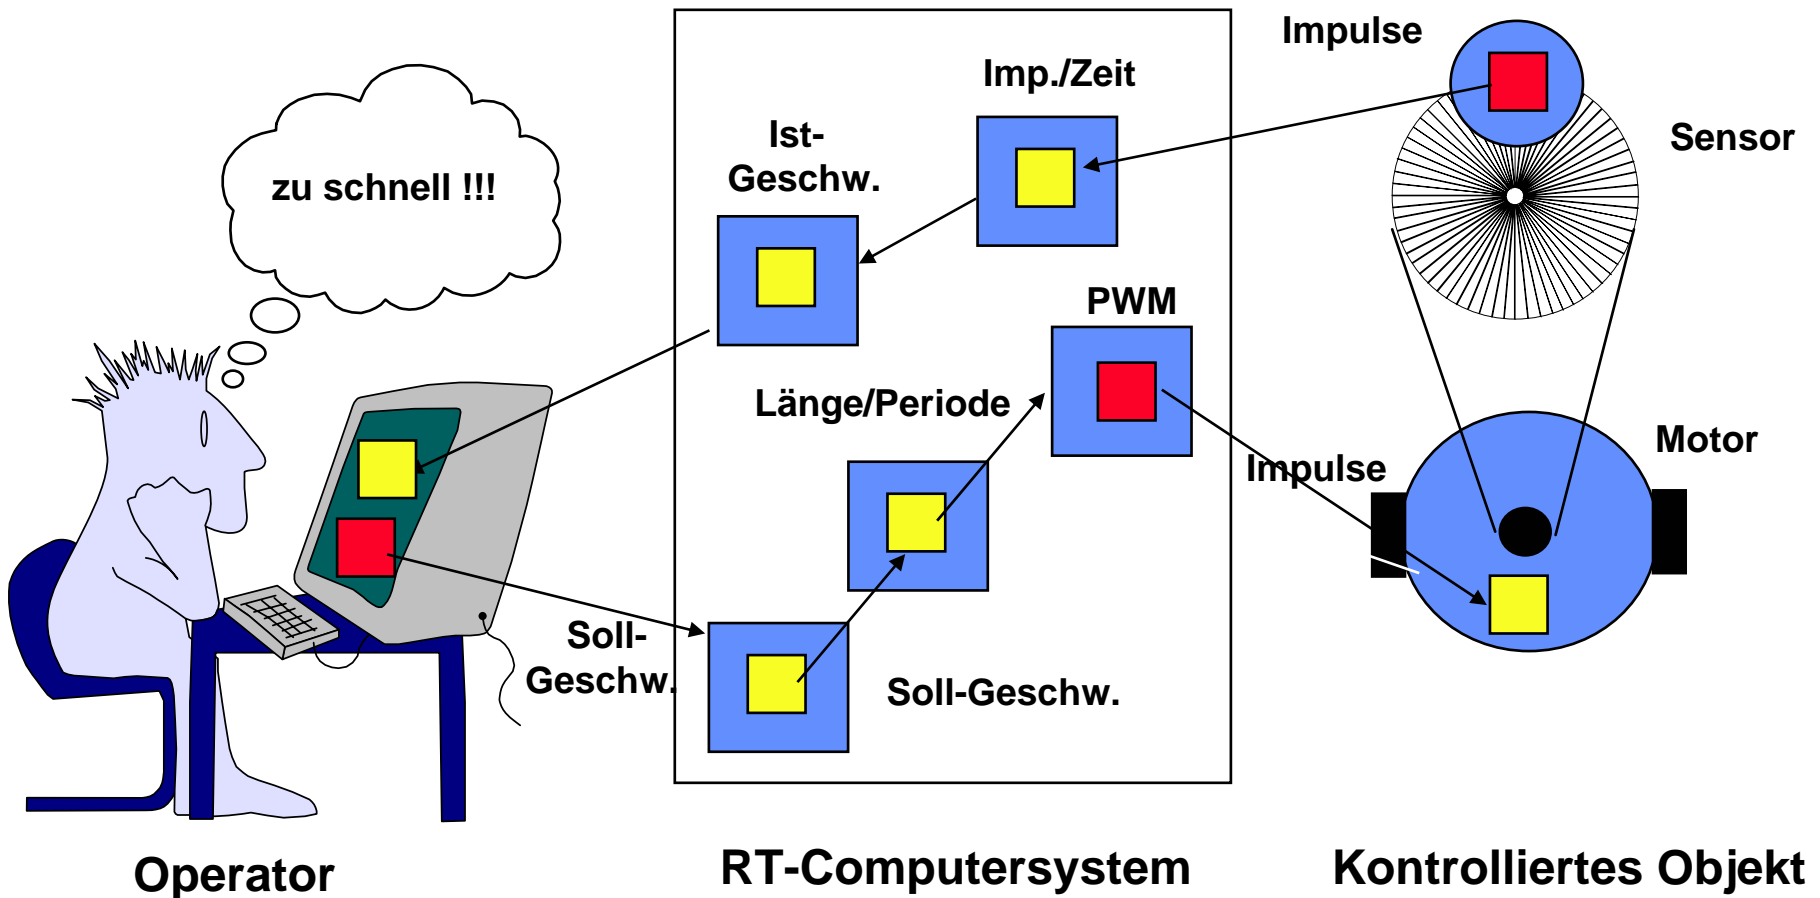 Impulse
Imp./Zeit
Ist-
Geschw.
Sensor
zu schnell !!!
PWM
Länge/Periode
Motor
Impulse
Soll-
Geschw.
Soll-Geschw.
Operator
RT-Computersystem
Kontrolliertes Objekt